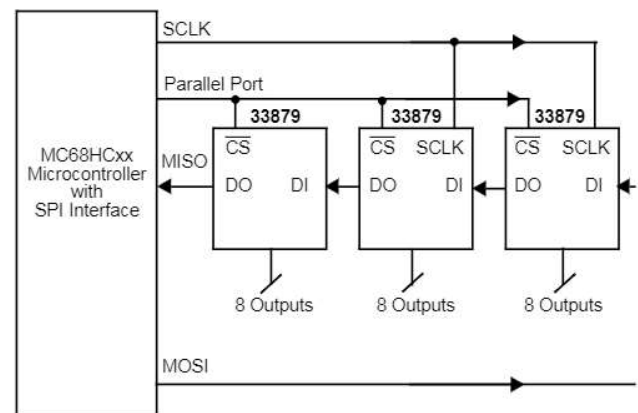 SCLK
Parallel Port
33879 33879 33879
CS CS SCLK CS SCLK
MC68HCxx
Microcontroller
with
SPI Interface
MISO
DO DI DO DI DO DI
8 Outputs 8 Outputs 8 Outputs
MOSI